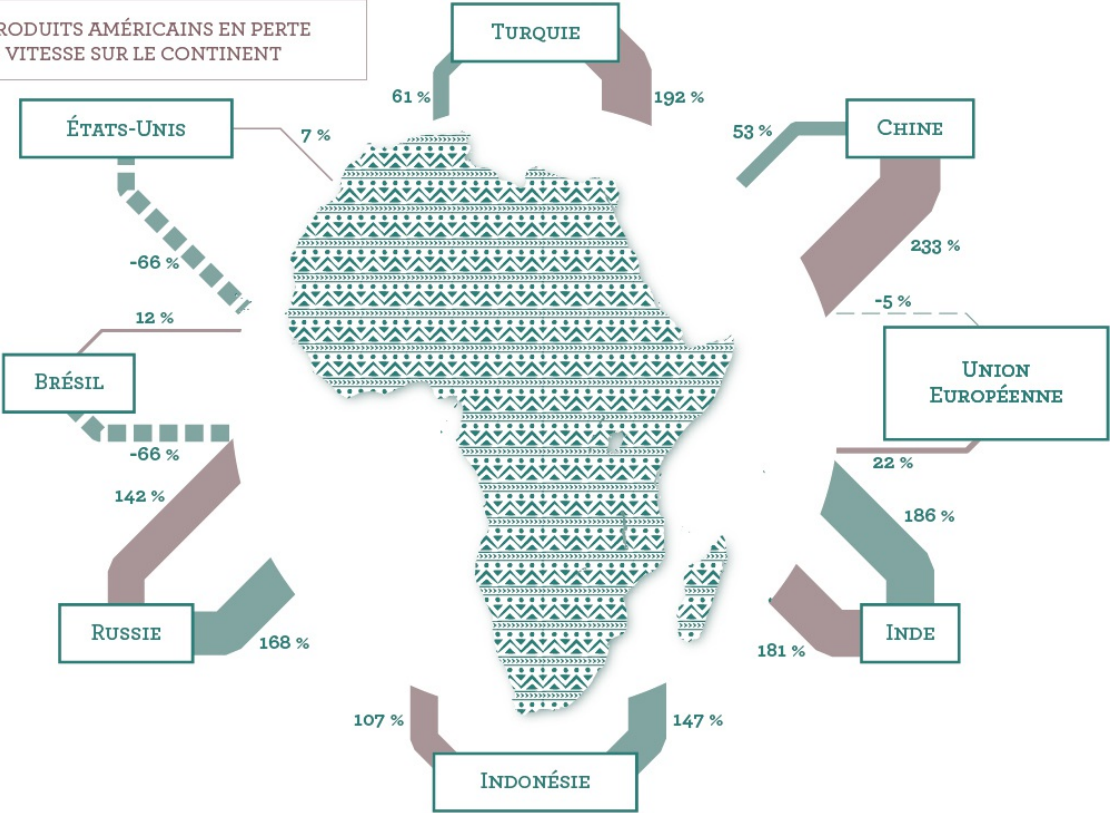 RODUITS AMÉRICAINS EN PERTE
VITESSE SUR LE CONTINENT
TURQUIE
61 %
192 %
ÉTATS-UNIS
7 %
53 %
CHINE
-66 %
233 %
12 %
-5 %
BRÉSIL
UNION
EUROPÉENNE
-66 %
22 %
142 %
186 %
RUSSIE
168 %
181 %
INDE
107 %
147 %
INDONÉSIE